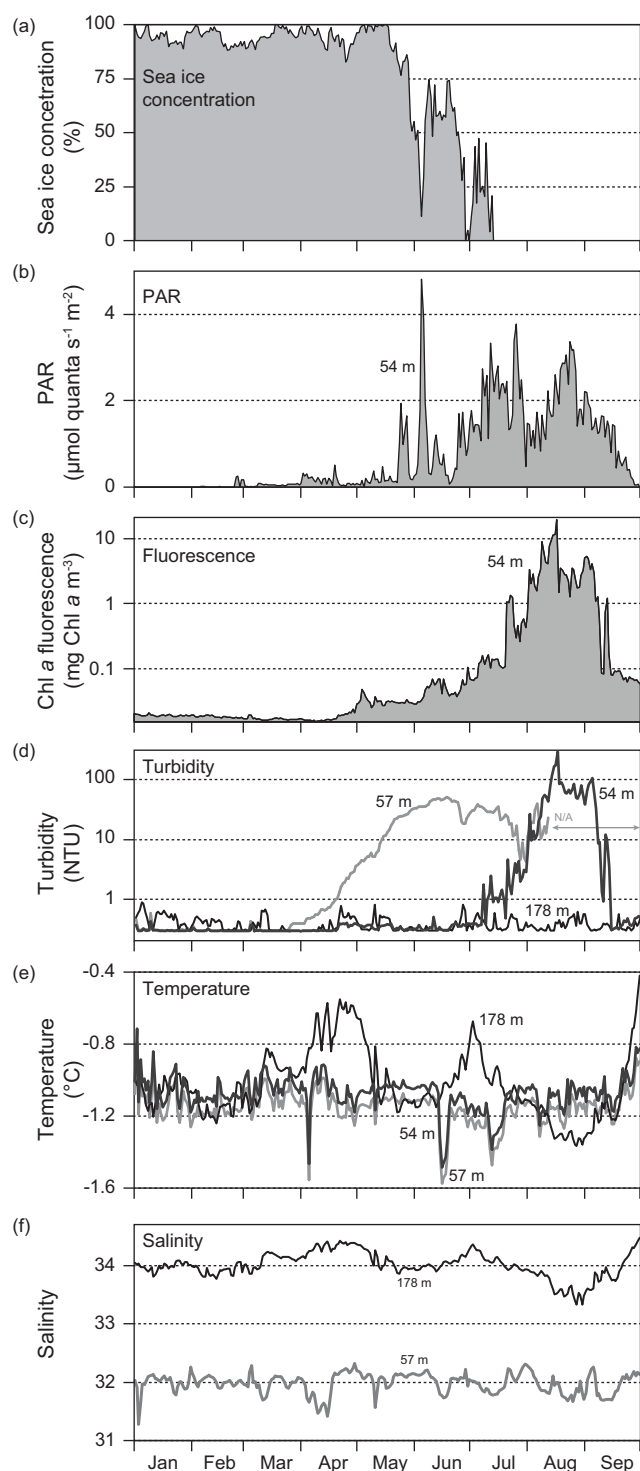 (a)
100
75
50
25
0
Sea ice concetration
(%)
Sea ice
concentration
(b)
PAR
4
2
0
PAR
(µmol quanta s⁻¹ m⁻²)
54 m
(c)
Fluorescence
10
1
0.1
Chl a fluorescence
(mg Chl a m⁻³)
54 m
(d)
Turbidity
100
10
1
Turbidity
(NTU)
57 m
54 m
N/A
178 m
(e)
Temperature
-0.4
-0.8
-1.2
-1.6
Temperature
(°C)
178 m
54 m
57 m
(f)
Salinity
34
33
32
31
Salinity
178 m
57 m
Jan Feb Mar Apr May Jun Jul Aug Sep